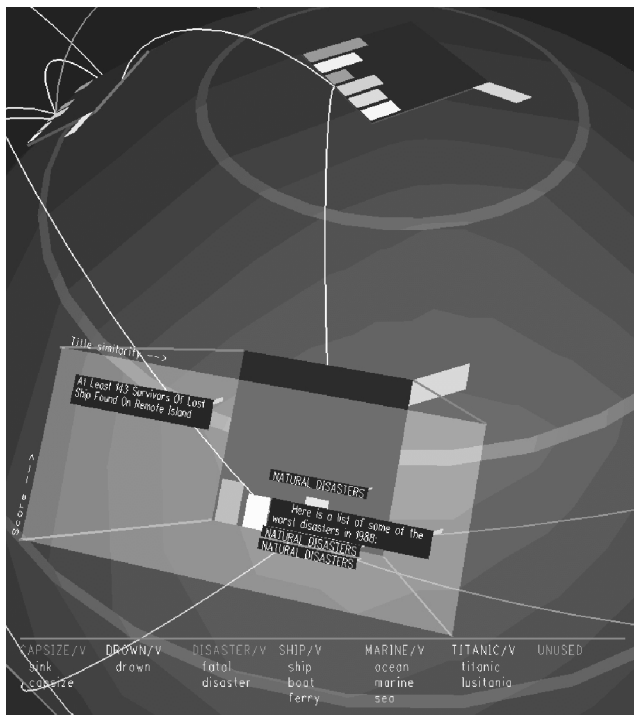 Title similarity -->
At Least 143 Survivors Of Lost
Ship Found On Remote Island
NATURAL DISASTERS
Here is a list of some of the
worst disasters in 1988:
NATURAL DISASTERS
NATURAL DISASTERS
CAPSIZE/V DROWN/V DISASTER/V SHIP/V MARINE/V TITANIC/V UNUSED
sink drown fatal ship ocean titanic
capsize disaster boat marine lusitania
ferry sea